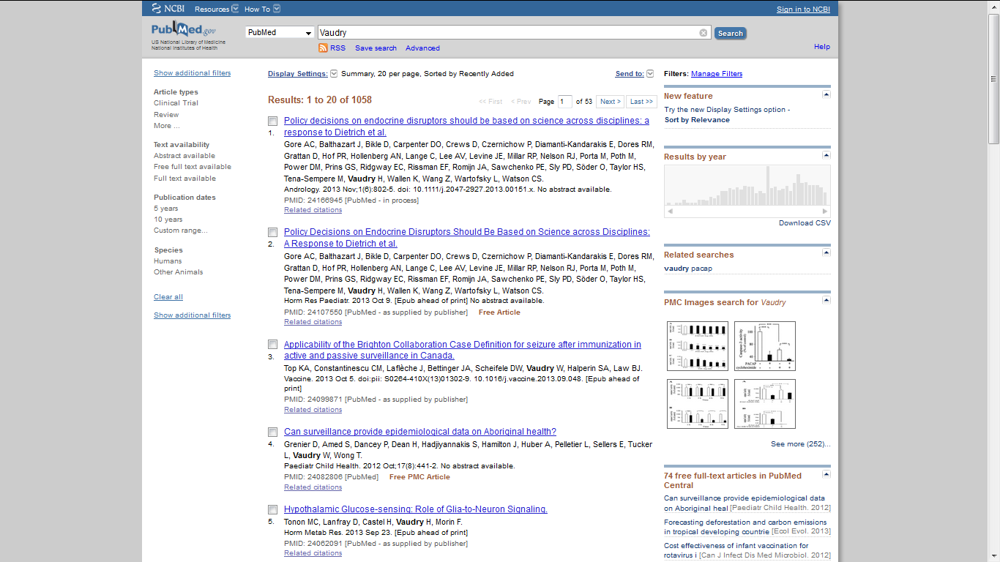 NCBI Resources How To Sign in to NCBI
PubMed.gov
US National Library of Medicine
National Institutes of Health
PubMed Vaudry Search
RSS Save search Advanced Help
Show additional filters
Article types
Clinical Trial
Review
More ...
Text availability
Abstract available
Free full text available
Full text available
Publication dates
5 years
10 years
Custom range...
Species
Humans
Other Animals
Clear all
Show additional filters
Display Settings: Summary, 20 per page, Sorted by Recently Added Send to:
Results: 1 to 20 of 1058
<< First < Prev Page 1 of 53 Next > Last >>
Policy decisions on endocrine disruptors should be based on science across disciplines: a
1. response to Dietrich et al.
Gore AC, Balthazart J, Bikle D, Carpenter DO, Crews D, Czernichow P, Diamanti-Kandarakis E, Dores RM,
Grattan D, Hof PR, Hollenberg AN, Lange C, Lee AV, Levine JE, Millar RP, Nelson RJ, Porta M, Poth M,
Power DM, Prins GS, Ridgway EC, Rissman EF, Romijn JA, Sawchenko PE, Sly PD, Söder O, Taylor HS,
Tena-Sempere M, Vaudry H, Wallen K, Wang Z, Wartofsky L, Watson CS.
Andrology. 2013 Nov;1(6):802-5. doi: 10.1111/j.2047-2927.2013.00151.x. No abstract available.
PMID: 24166945 [PubMed - in process]
Related citations
Policy Decisions on Endocrine Disruptors Should Be Based on Science across Disciplines:
2. A Response to Dietrich et al.
Gore AC, Balthazart J, Bikle D, Carpenter DO, Crews D, Czernichow P, Diamanti-Kandarakis E, Dores RM,
Grattan D, Hof PR, Hollenberg AN, Lange C, Lee AV, Levine JE, Millar RP, Nelson RJ, Porta M, Poth M,
Power DM, Prins GS, Ridgway EC, Rissman EF, Romijn JA, Sawchenko PE, Sly PD, Söder O, Taylor HS,
Tena-Sempere M, Vaudry H, Wallen K, Wang Z, Wartofsky L, Watson CS.
Horm Res Paediatr. 2013 Oct 9. [Epub ahead of print] No abstract available.
PMID: 24107550 [PubMed - as supplied by publisher] Free Article
Related citations
Applicability of the Brighton Collaboration Case Definition for seizure after immunization in
3. active and passive surveillance in Canada.
Top KA, Constantinescu CM, Laflèche J, Bettinger JA, Scheifele DW, Vaudry W, Halperin SA, Law BJ.
Vaccine. 2013 Oct 5. doi:pii: S0264-410X(13)01302-9. 10.1016/j.vaccine.2013.09.048. [Epub ahead of
print]
PMID: 24099871 [PubMed - as supplied by publisher]
Related citations
Can surveillance provide epidemiological data on Aboriginal health?
4. Grenier D, Amed S, Dancey P, Dean H, Hadjiyannakis S, Hamilton J, Huber A, Pelletier L, Sellers E, Tucker
L, Vaudry W, Wong T.
Paediatr Child Health. 2012 Oct;17(8):441-2. No abstract available.
PMID: 24082806 [PubMed] Free PMC Article
Related citations
Hypothalamic Glucose-sensing: Role of Glia-to-Neuron Signaling.
5. Tonon MC, Lanfray D, Castel H, Vaudry H, Morin F.
Horm Metab Res. 2013 Sep 23. [Epub ahead of print]
PMID: 24062091 [PubMed - as supplied by publisher]
Related citations
Filters: Manage Filters
New feature
Try the new Display Settings option -
Sort by Relevance
Results by year
Download CSV
Related searches
vaudry pacap
PMC Images search for Vaudry
Caspase-3 activity
(% of control)
PACAP
cycloheximide
See more (252)...
74 free full-text articles in PubMed
Central
Can surveillance provide epidemiological data
on Aboriginal heal [Paediatr Child Health. 2012]
Forecasting deforestation and carbon emissions
in tropical developing countrie [Ecol Evol. 2013]
Cost effectiveness of infant vaccination for
rotavirus i [Can J Infect Dis Med Microbiol. 2012]